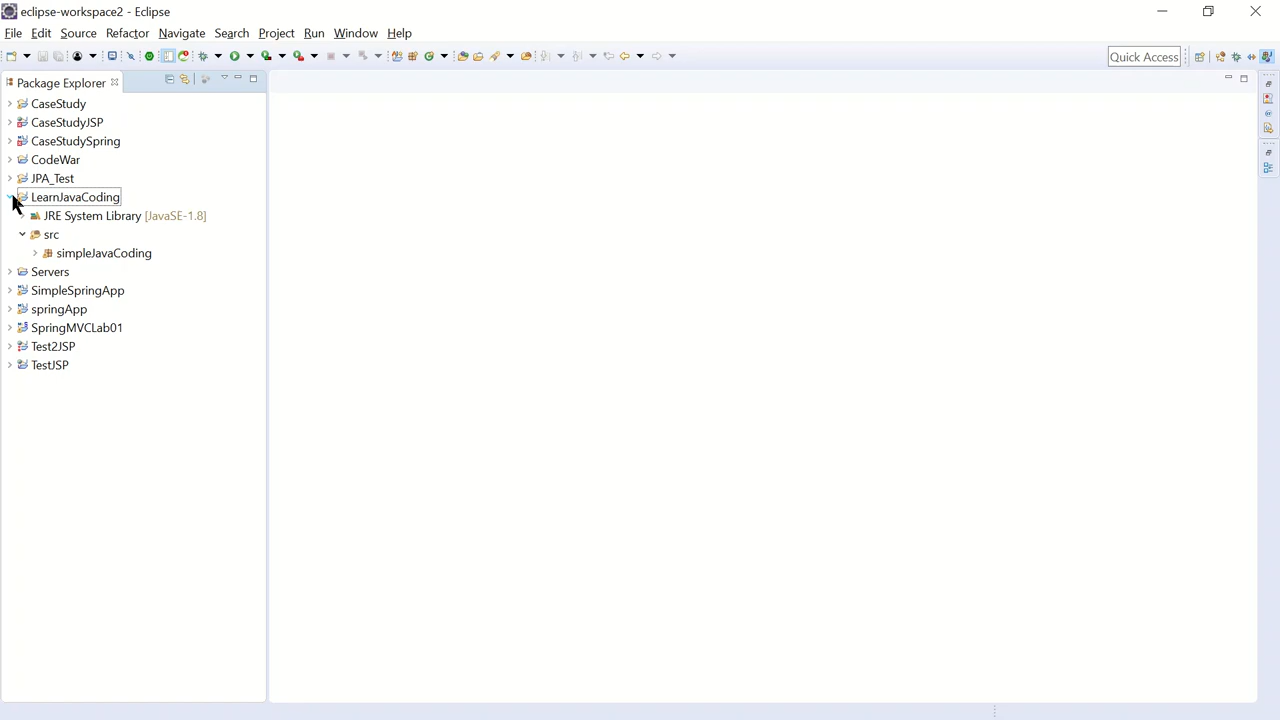 eclipse-workspace2 - Eclipse
File Edit Source Refactor Navigate Search Project Run Window Help
Quick Access
Package Explorer
CaseStudy
CaseStudyJSP
CaseStudySpring
CodeWar
JPA_Test
LearnJavaCoding
JRE System Library [JavaSE-1.8]
src
simpleJavaCoding
Servers
SimpleSpringApp
springApp
SpringMVCLab01
Test2JSP
TestJSP